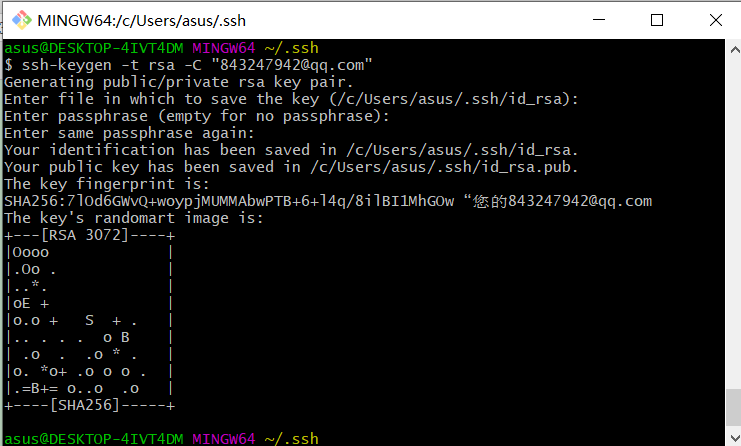 MINGW64:/c/Users/asus/.ssh
asus@DESKTOP-4IVT4DM MINGW64 ~/.ssh
$ ssh-keygen -t rsa -C "843247942@qq.com"
Generating public/private rsa key pair.
Enter file in which to save the key (/c/Users/asus/.ssh/id_rsa):
Enter passphrase (empty for no passphrase):
Enter same passphrase again:
Your identification has been saved in /c/Users/asus/.ssh/id_rsa.
Your public key has been saved in /c/Users/asus/.ssh/id_rsa.pub.
The key fingerprint is:
SHA256:7lOd6GWvQ+woypjMUMMAbwPTB+6+l4q/8ilBI1MhGOw “您的843247942@qq.com
The key's randomart image is:
+---[RSA 3072]----+
|Oooo             |
|.Oo .            |
|..*.             |
|oE +             |
|o.o +   S  + .   |
|.. . . .  o B    |
| .o  .  .o * .   |
|o. *o+ .o o o .  |
|.=B+= o..o  .o   |
+----[SHA256]-----+
asus@DESKTOP-4IVT4DM MINGW64 ~/.ssh